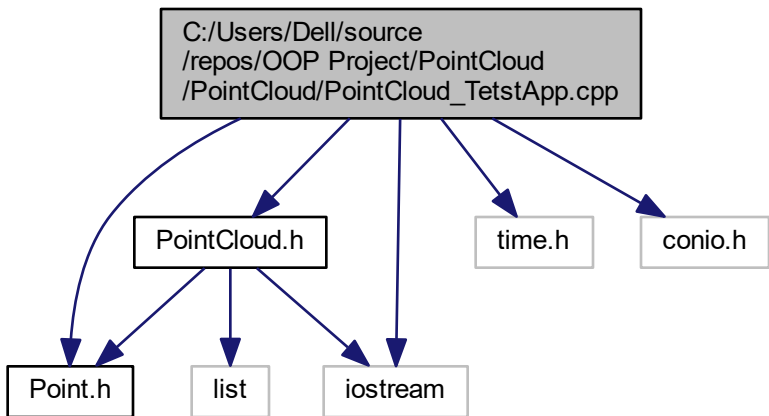 C:/Users/Dell/source
/repos/OOP Project/PointCloud
/PointCloud/PointCloud_TetstApp.cpp
PointCloud.h
time.h
conio.h
Point.h
list
iostream